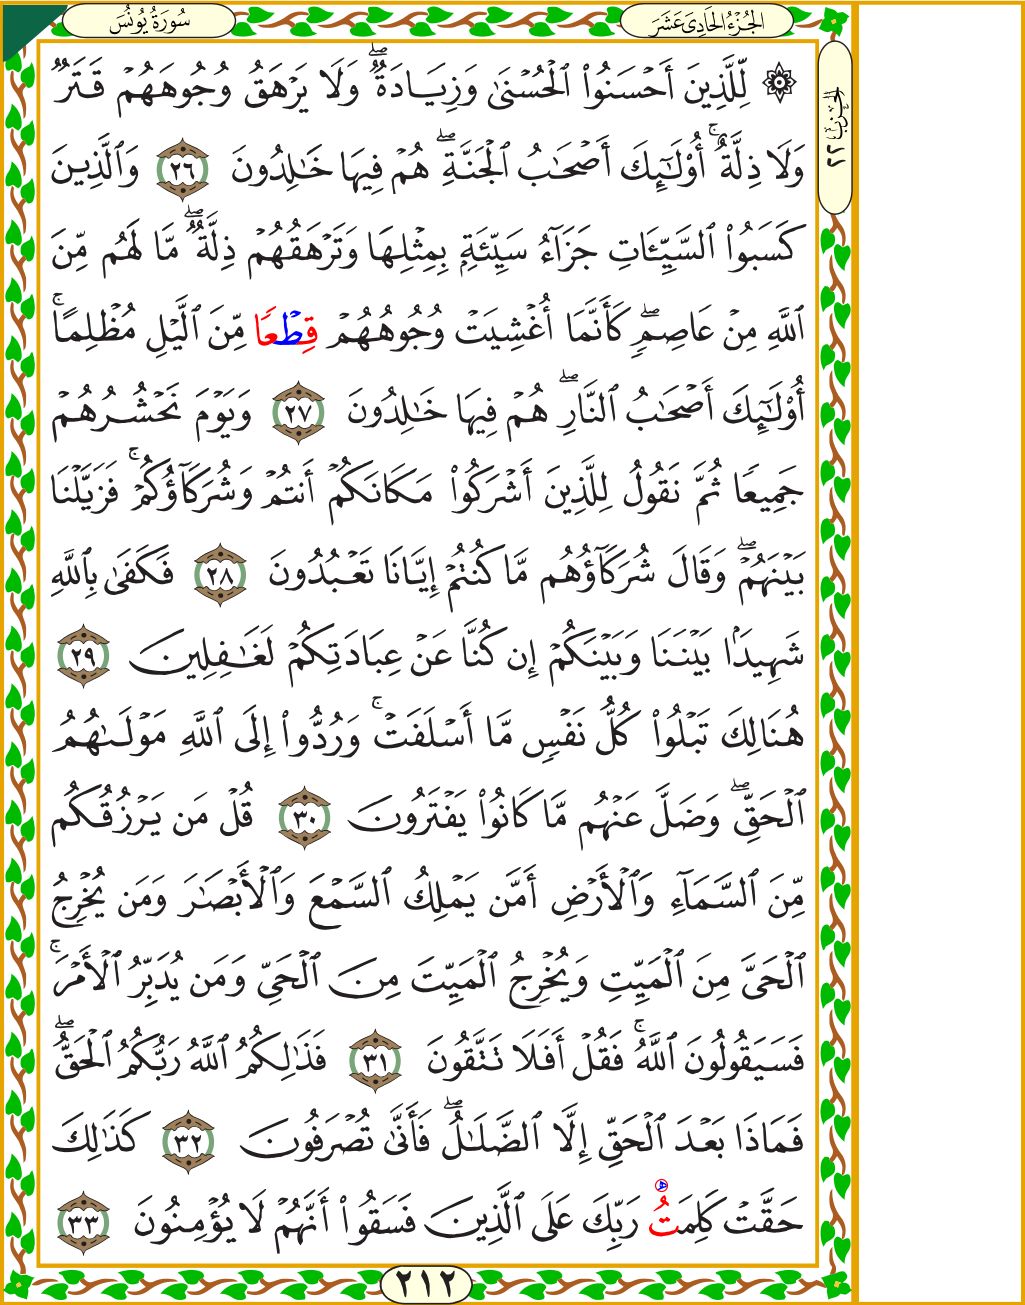 الجُزْءُ الحَادِىَ عَشَرَ
سُورَةُ يُونُسَ
الحِزْبُ ٢٢
۞ لِّلَّذِينَ أَحۡسَنُواْ ٱلۡحُسۡنَىٰ وَزِيَادَةٞۖ وَلَا يَرۡهَقُ وُجُوهَهُمۡ قَتَرٞ
وَلَا ذِلَّةٌۚ أُوْلَٰٓئِكَ أَصۡحَٰبُ ٱلۡجَنَّةِۖ هُمۡ فِيهَا خَٰلِدُونَ ٢٦ وَٱلَّذِينَ
كَسَبُواْ ٱلسَّيِّـَٔاتِ جَزَآءُ سَيِّئَةِۭ بِمِثۡلِهَا وَتَرۡهَقُهُمۡ ذِلَّةٞۖ مَّا لَهُم مِّنَ
ٱللَّهِ مِنۡ عَاصِمٖۖ كَأَنَّمَآ أُغۡشِيَتۡ وُجُوهُهُمۡ قِطۡعٗا مِّنَ ٱلَّيۡلِ مُظۡلِمًاۚ
أُوْلَٰٓئِكَ أَصۡحَٰبُ ٱلنَّارِۖ هُمۡ فِيهَا خَٰلِدُونَ ٢٧ وَيَوۡمَ نَحۡشُرُهُمۡ
جَمِيعٗا ثُمَّ نَقُولُ لِلَّذِينَ أَشۡرَكُواْ مَكَانَكُمۡ أَنتُمۡ وَشُرَكَآؤُكُمۡۚ فَزَيَّلۡنَا
بَيۡنَهُمۡۖ وَقَالَ شُرَكَآؤُهُم مَّا كُنتُمۡ إِيَّانَا تَعۡبُدُونَ ٢٨ فَكَفَىٰ بِٱللَّهِ
شَهِيدَۢا بَيۡنَنَا وَبَيۡنَكُمۡ إِن كُنَّا عَنۡ عِبَادَتِكُمۡ لَغَٰفِلِينَ ٢٩
هُنَالِكَ تَبۡلُواْ كُلُّ نَفۡسٖ مَّآ أَسۡلَفَتۡۚ وَرُدُّوٓاْ إِلَى ٱللَّهِ مَوۡلَىٰهُمُ
ٱلۡحَقِّۖ وَضَلَّ عَنۡهُم مَّا كَانُواْ يَفۡتَرُونَ ٣٠ قُلۡ مَن يَرۡزُقُكُم
مِّنَ ٱلسَّمَآءِ وَٱلۡأَرۡضِ أَمَّن يَمۡلِكُ ٱلسَّمۡعَ وَٱلۡأَبۡصَٰرَ وَمَن يُخۡرِجُ
ٱلۡحَيَّ مِنَ ٱلۡمَيِّتِ وَيُخۡرِجُ ٱلۡمَيِّتَ مِنَ ٱلۡحَيِّ وَمَن يُدَبِّرُ ٱلۡأَمۡرَۚ
فَسَيَقُولُونَ ٱللَّهُۚ فَقُلۡ أَفَلَا تَتَّقُونَ ٣١ فَذَٰلِكُمُ ٱللَّهُ رَبُّكُمُ ٱلۡحَقُّۖ
فَمَاذَا بَعۡدَ ٱلۡحَقِّ إِلَّا ٱلضَّلَٰلُۖ فَأَنَّىٰ تُصۡرَفُونَ ٣٢ كَذَٰلِكَ
حَقَّتۡ كَلِمَتُ رَبِّكَ عَلَى ٱلَّذِينَ فَسَقُوٓاْ أَنَّهُمۡ لَا يُؤۡمِنُونَ ٣٣
٢١٢